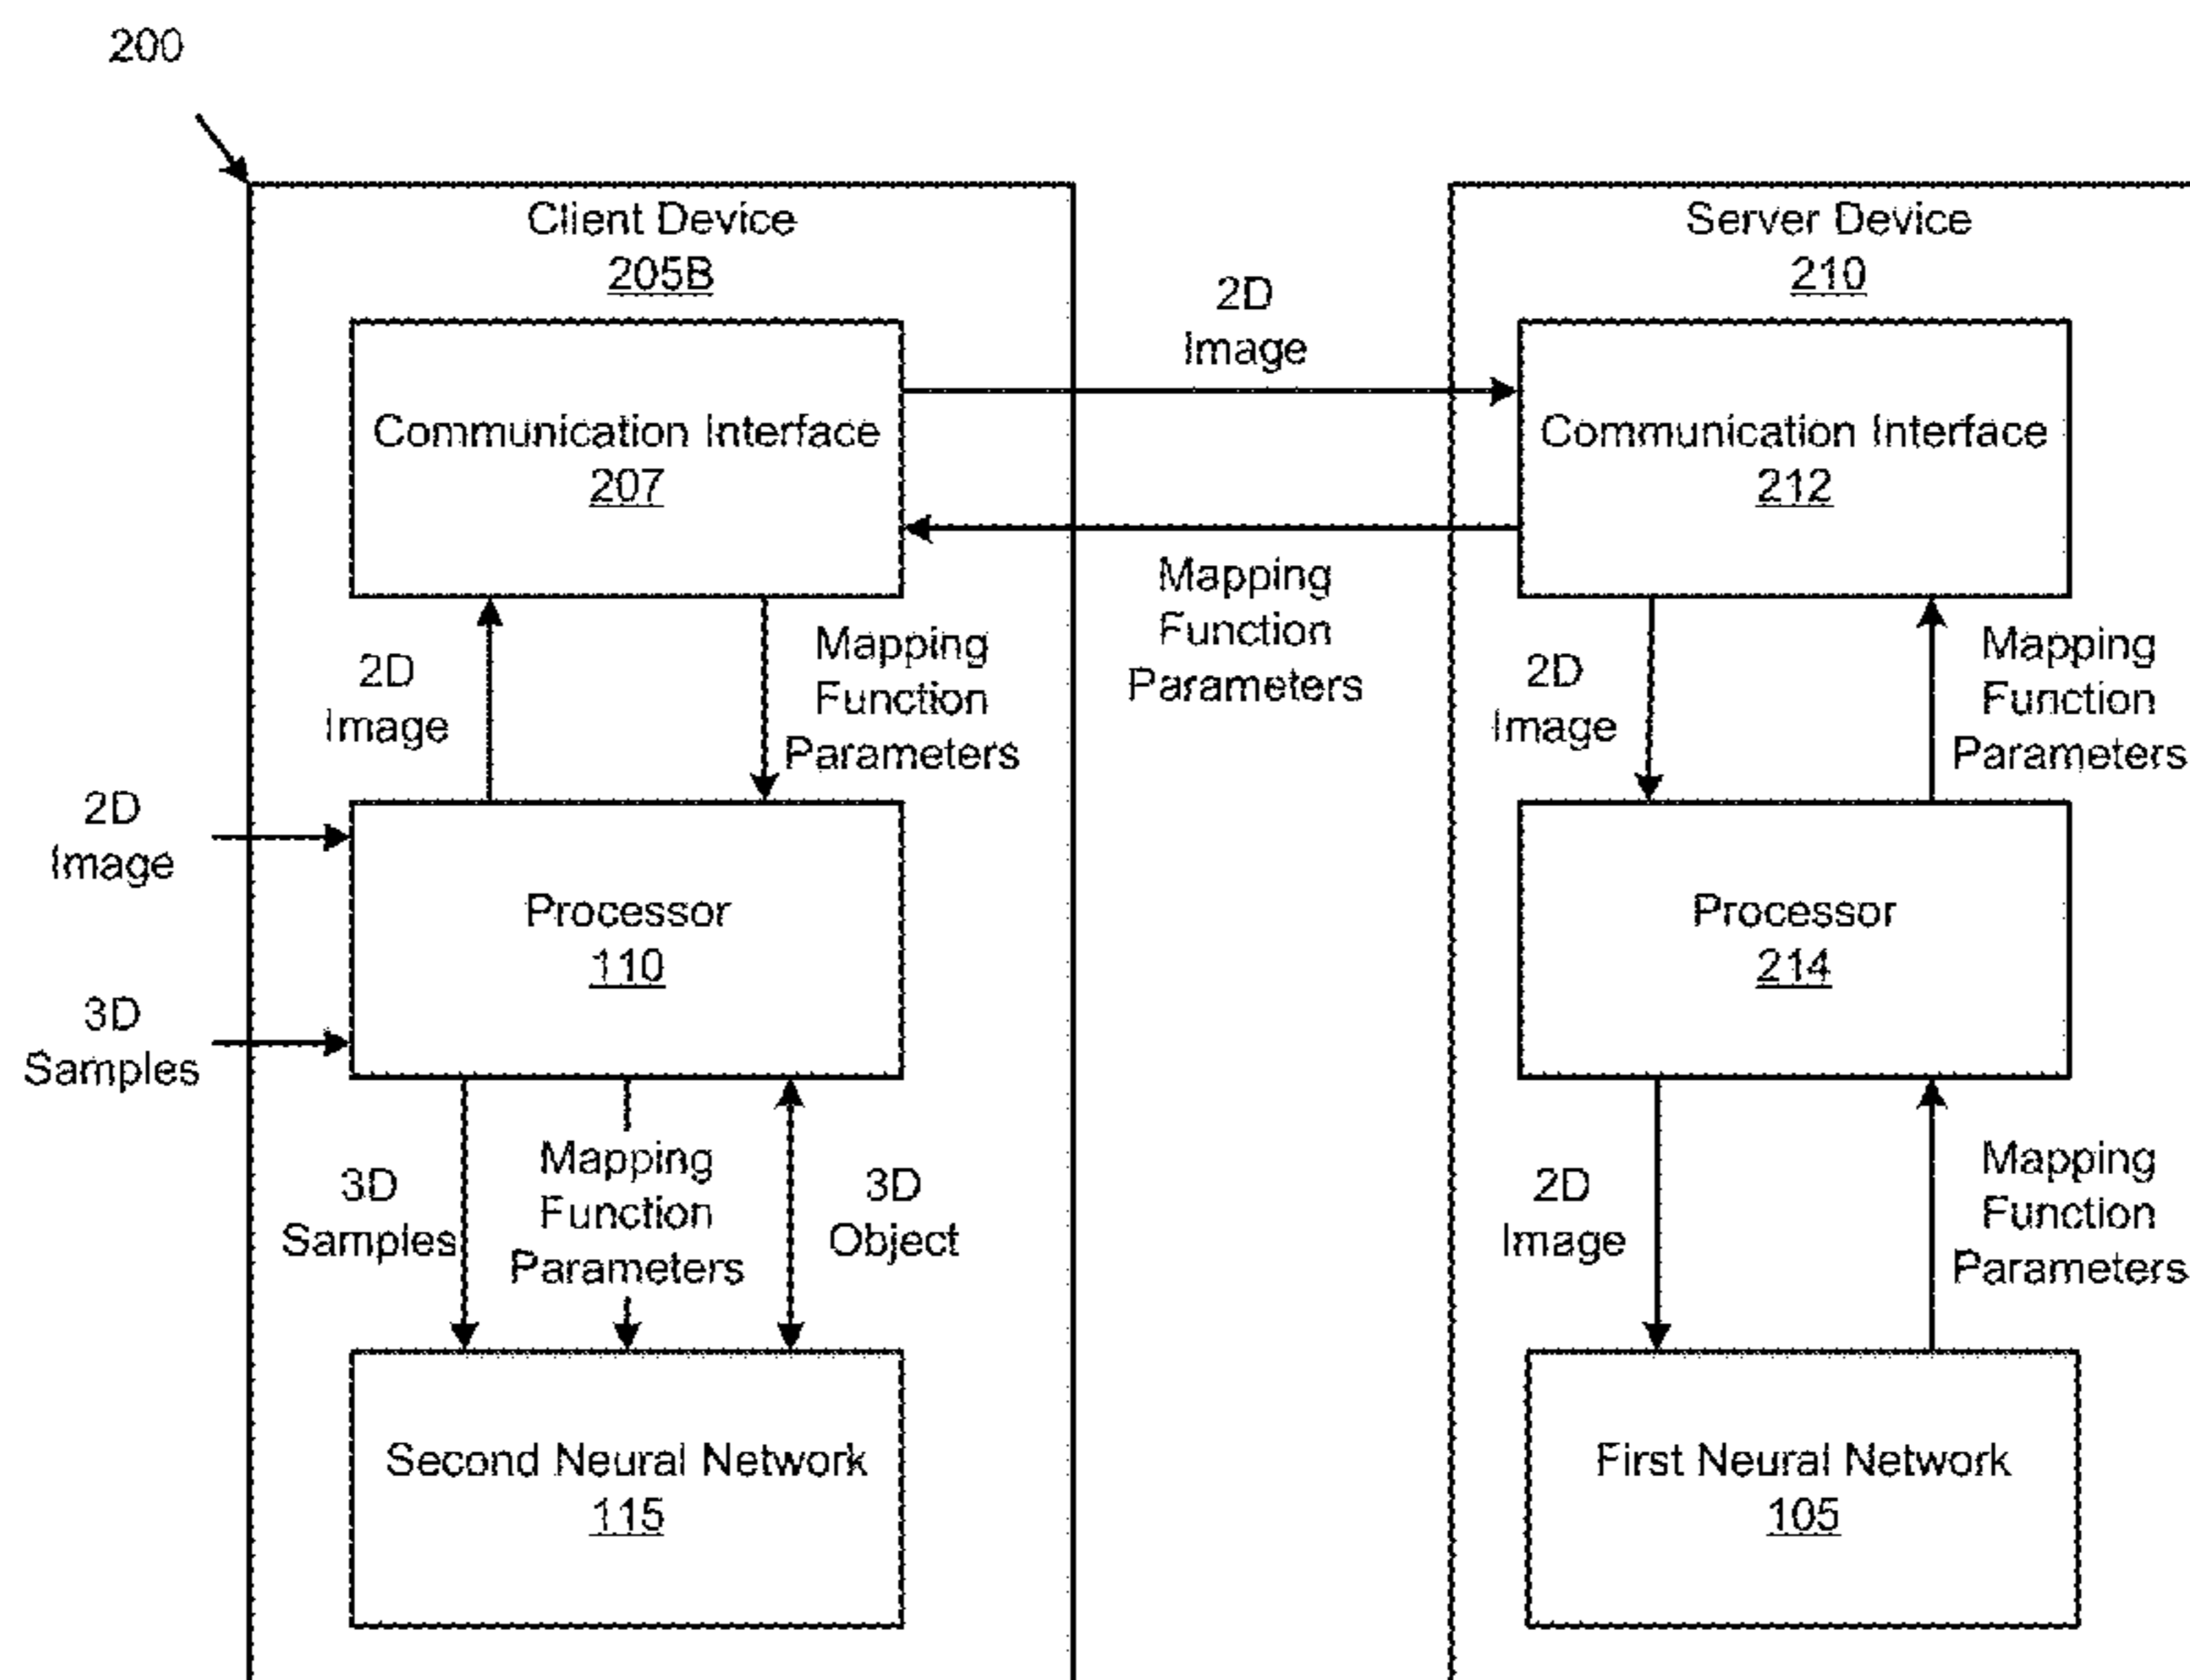 200
Client Device
205B
Server Device
210
2D
Image
Communication Interface
207
Communication Interface
212
Mapping
Function
Parameters
2D
Image
Mapping
Function
Parameters
2D
Image
Mapping
Function
Parameters
2D
Image
Processor
110
Processor
214
3D
Samples
3D
Samples
Mapping
Function
Parameters
3D
Object
2D
Image
Mapping
Function
Parameters
Second Neural Network
115
First Neural Network
105